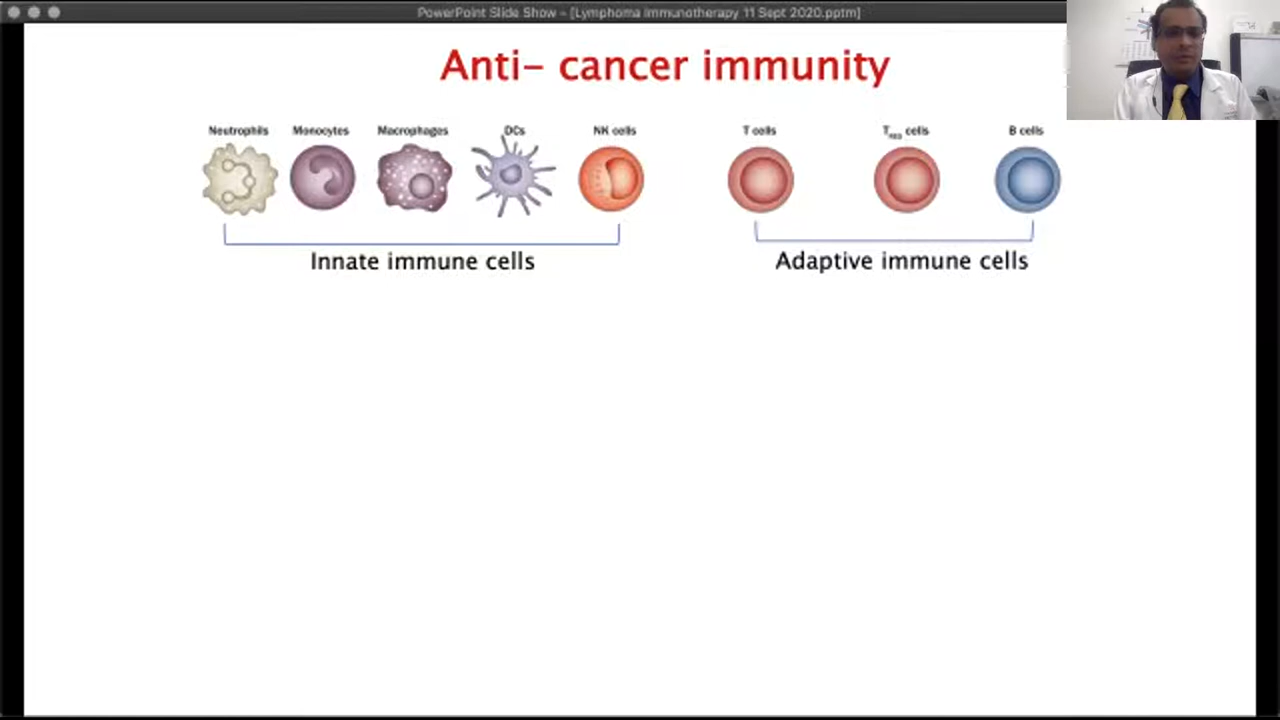 PowerPoint Slide Show – [Lymphoma Immunotherapy 11 Sept 2020.pptm]
Anti– cancer immunity
Neutrophils Monocytes Macrophages DCs NK cells T cells TREG cells B cells
Innate immune cells Adaptive immune cells